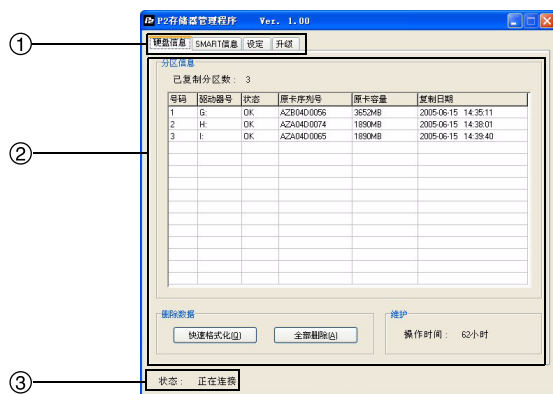 P2存储器管理程序 Ver. 1.00
① 硬盘信息 SMART信息 设定 升级
分区信息
已复制分区数: 3
号码 驱动器号 状态 原卡序列号 原卡容量 复制日期
1 G: OK AZB04D0056 3652MB 2005-06-15 14:35:11
2 H: OK AZA04D0074 1890MB 2005-06-15 14:38:01
3 I: OK AZA04D0065 1890MB 2005-06-15 14:39:40
②
删除数据 维护
快速格式化(Q) 全部删除(A) 操作时间: 62小时
③ 状态: 正在连接